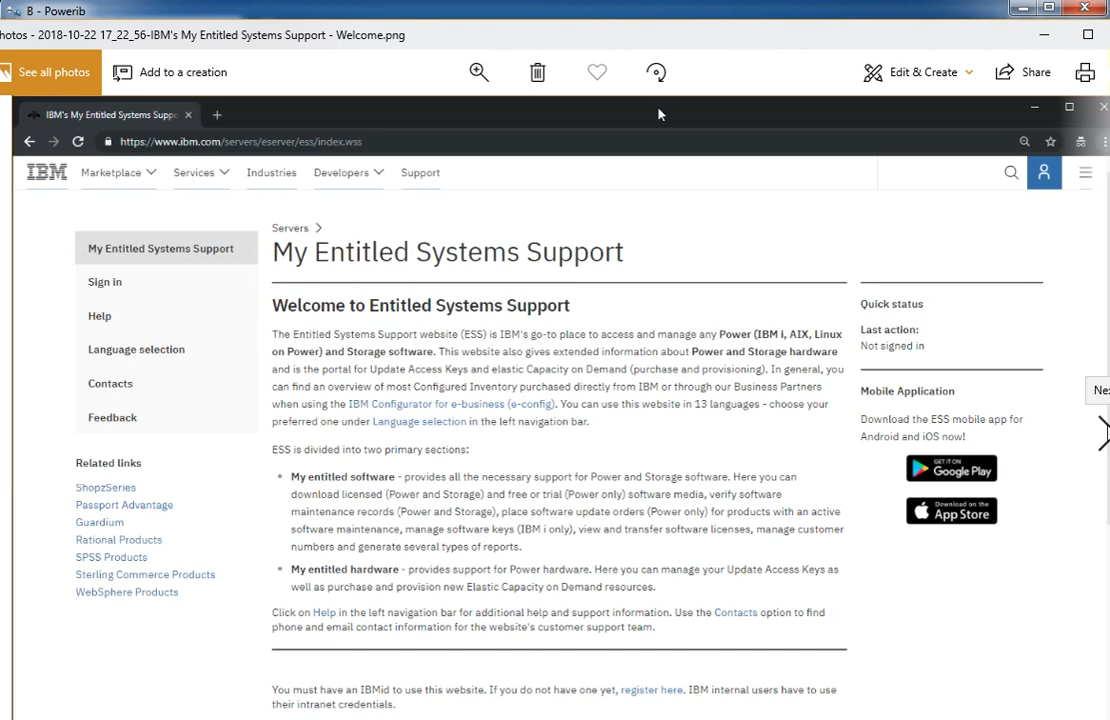 B - Powerib
hotos - 2018-10-22 17_22_56-IBM's My Entitled Systems Support - Welcome.png
See all photos
Add to a creation
Edit & Create
Share
IBM's My Entitled Systems Suppo
https://www.ibm.com/servers/eserver/ess/index.wss
IBM
Marketplace
Services
Industries
Developers
Support
My Entitled Systems Support
Sign in
Help
Language selection
Contacts
Feedback
Related links
ShopzSeries
Passport Advantage
Guardium
Rational Products
SPSS Products
Sterling Commerce Products
WebSphere Products
Servers
My Entitled Systems Support
Welcome to Entitled Systems Support
The Entitled Systems Support website (ESS) is IBM's go-to place to access and manage any Power (IBM i, AIX, Linux
on Power) and Storage software. This website also gives extended information about Power and Storage hardware
and is the portal for Update Access Keys and elastic Capacity on Demand (purchase and provisioning). In general, you
can find an overview of most Configured Inventory purchased directly from IBM or through our Business Partners
when using the IBM Configurator for e-business (e-config). You can use this website in 13 languages - choose your
preferred one under Language selection in the left navigation bar.
ESS is divided into two primary sections:
• My entitled software - provides all the necessary support for Power and Storage software. Here you can
download licensed (Power and Storage) and free or trial (Power only) software media, verify software
maintenance records (Power and Storage), place software update orders (Power only) for products with an active
software maintenance, manage software keys (IBM i only), view and transfer software licenses, manage customer
numbers and generate several types of reports.
• My entitled hardware - provides support for Power hardware. Here you can manage your Update Access Keys as
well as purchase and provision new Elastic Capacity on Demand resources.
Click on Help in the left navigation bar for additional help and support information. Use the Contacts option to find
phone and email contact information for the website's customer support team.
You must have an IBMid to use this website. If you do not have one yet, register here. IBM internal users have to use
their intranet credentials.
Quick status
Last action:
Not signed in
Mobile Application
Download the ESS mobile app for
Android and iOS now!
GET IT ON
Google Play
Download on the
App Store
Nex